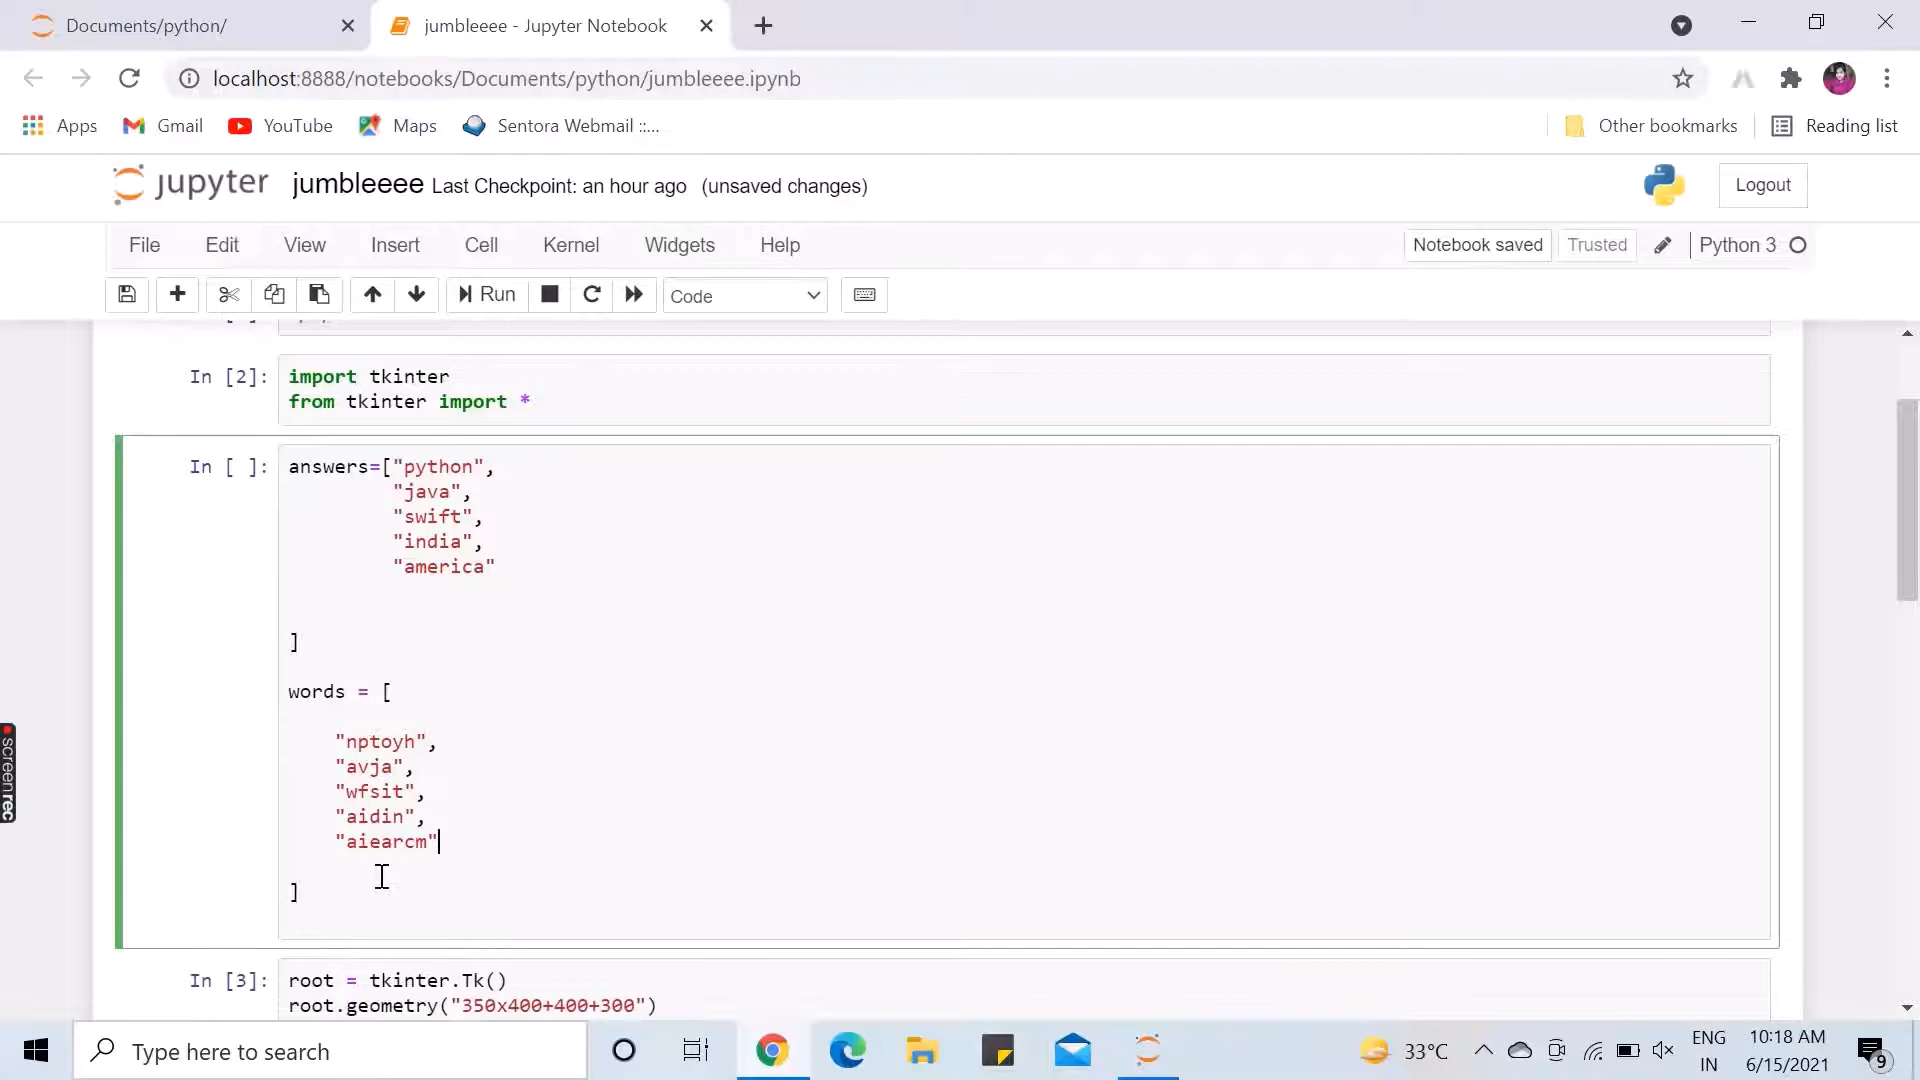 Documents/python/
jumbleeee - Jupyter Notebook
localhost:8888/notebooks/Documents/python/jumbleeee.ipynb
Apps
Gmail
YouTube
Maps
Sentora Webmail ::...
Other bookmarks
Reading list
jupyter
jumbleeee Last Checkpoint: an hour ago (unsaved changes)
Logout
File Edit View Insert Cell Kernel Widgets Help
Notebook saved
Trusted
Python 3
Run
Code
In [2]:
import tkinter
from tkinter import *
In [ ]:
answers=["python",
"java",
"swift",
"india",
"america"
]
words = [
"nptoyh",
"avja",
"wfsit",
"aidin",
"aiearcm"
]
In [3]:
root = tkinter.Tk()
root.geometry("350x400+400+300")
screenrec
Type here to search
33°C
ENG
IN
10:18 AM
6/15/2021
9